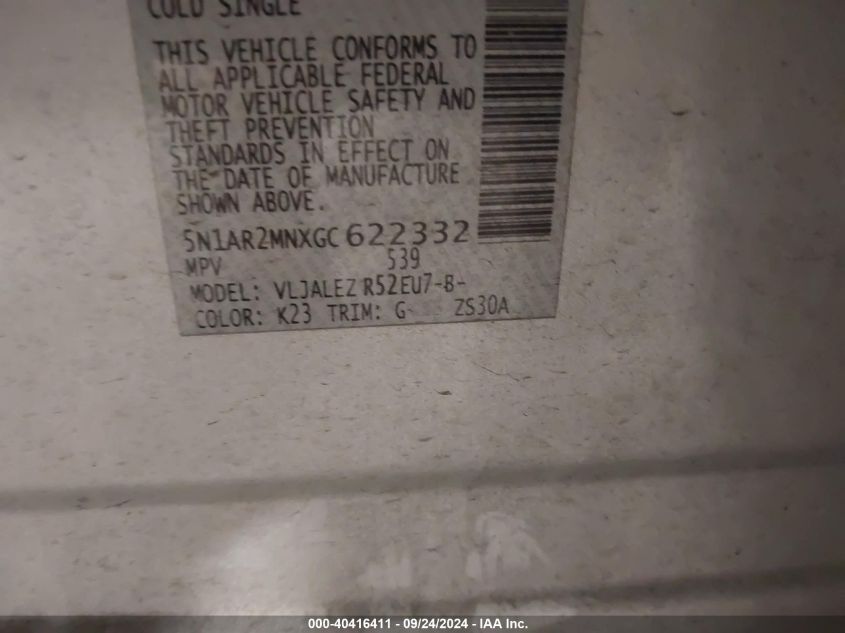 COLD SINGLE
THIS VEHICLE CONFORMS TO
ALL APPLICABLE FEDERAL
MOTOR VEHICLE SAFETY AND
THEFT PREVENTION
STANDARDS IN EFFECT ON
THE DATE OF MANUFACTURE
SHOWN ABOVE.
5N1AR2MNXGC622332
MPV 539
MODEL: VLJALEZ R52EU7-B-
COLOR: K23 TRIM: G- ZS30A
000-40416411 - 09/24/2024 - IAA Inc.